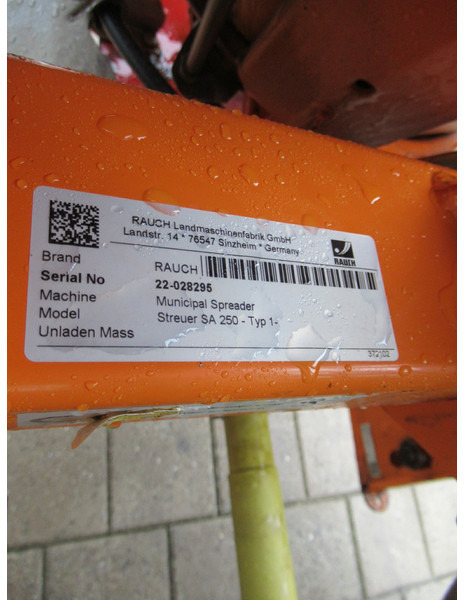 RAUCH Landmaschinenfabrik GmbH
Landstr. 14 * 76547 Sinzheim * Germany
RAUCH
Brand RAUCH
Serial No 22-028295
Machine Municipal Spreader
Model Streuer SA 250 - Typ 1-
Unladen Mass